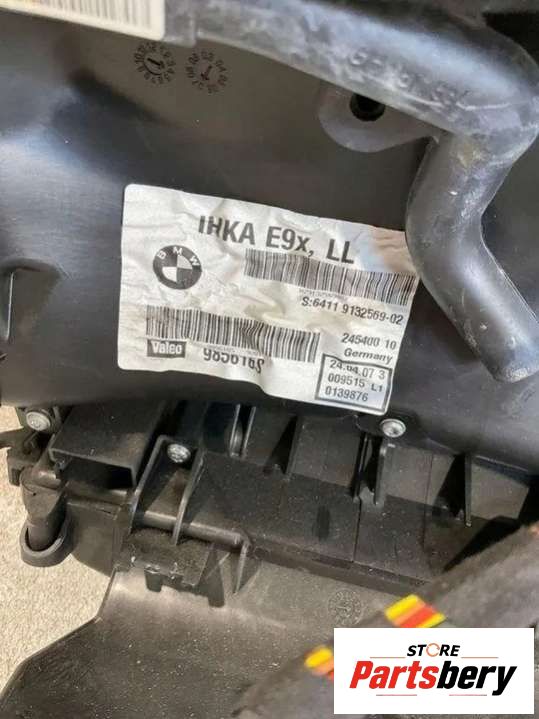 IHKA E9x, LL
BMW
S:6411 9132569-02
245400 10
Germany
Valeo
985616S
24.04.07 3
009515 L1
0139876
STORE
Partsbery